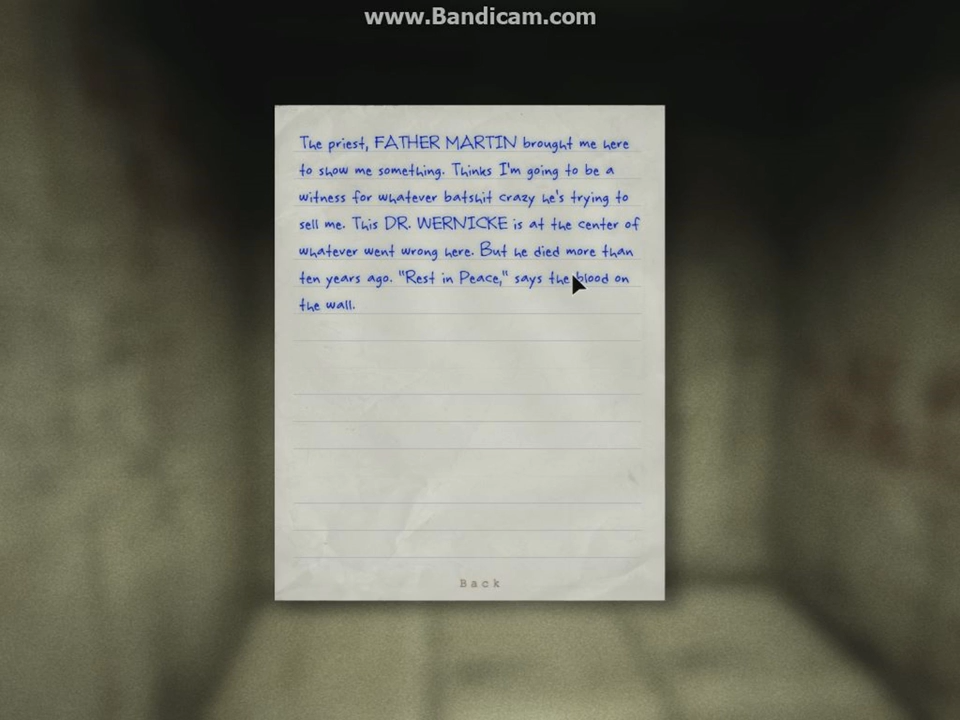 www.Bandicam.com
The priest, FATHER MARTIN brought me here
to show me something. Thinks I'm going to be a
witness for whatever batshit crazy he's trying to
sell me. This DR. WERNICKE is at the center of
whatever went wrong here. But he died more than
ten years ago. "Rest in Peace," says the blood on
the wall.
Back